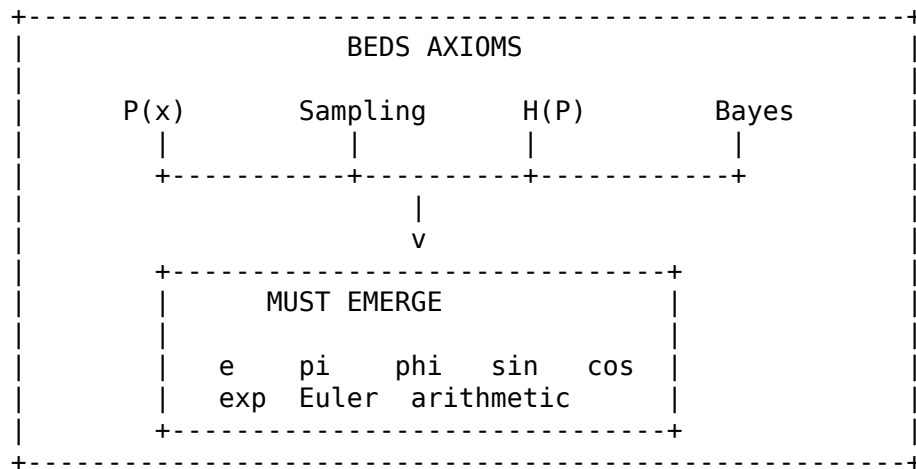 BEDS AXIOMS
P(x) Sampling H(P) Bayes
MUST EMERGE
e pi phi sin cos
exp Euler arithmetic